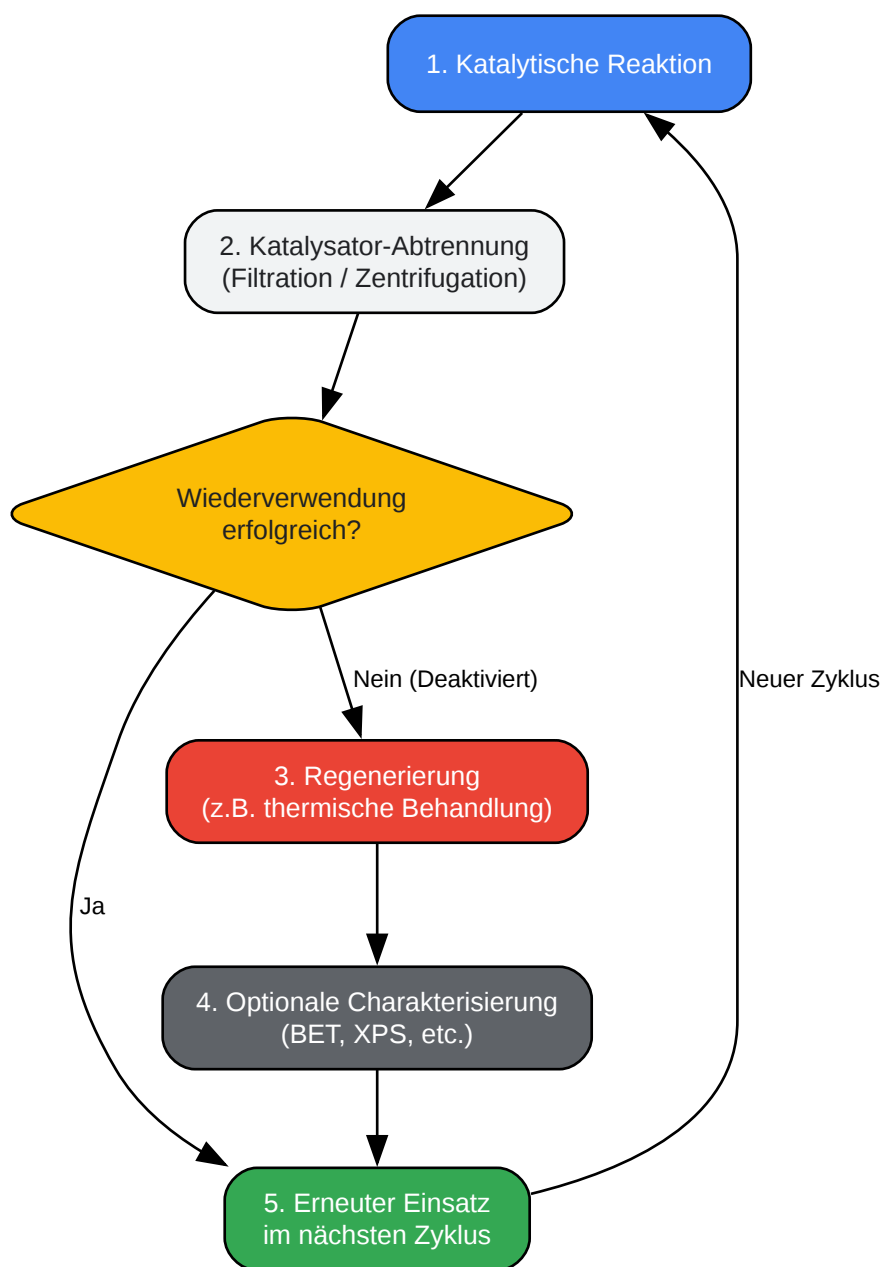 1. Katalytische Reaktion
2. Katalysator-Abtrennung
(Filtration / Zentrifugation)
Wiederverwendung
erfolgreich?
Nein (Deaktiviert)
Neuer Zyklus
3. Regenerierung
(z.B. thermische Behandlung)
Ja
4. Optionale Charakterisierung
(BET, XPS, etc.)
5. Erneuter Einsatz
im nächsten Zyklus